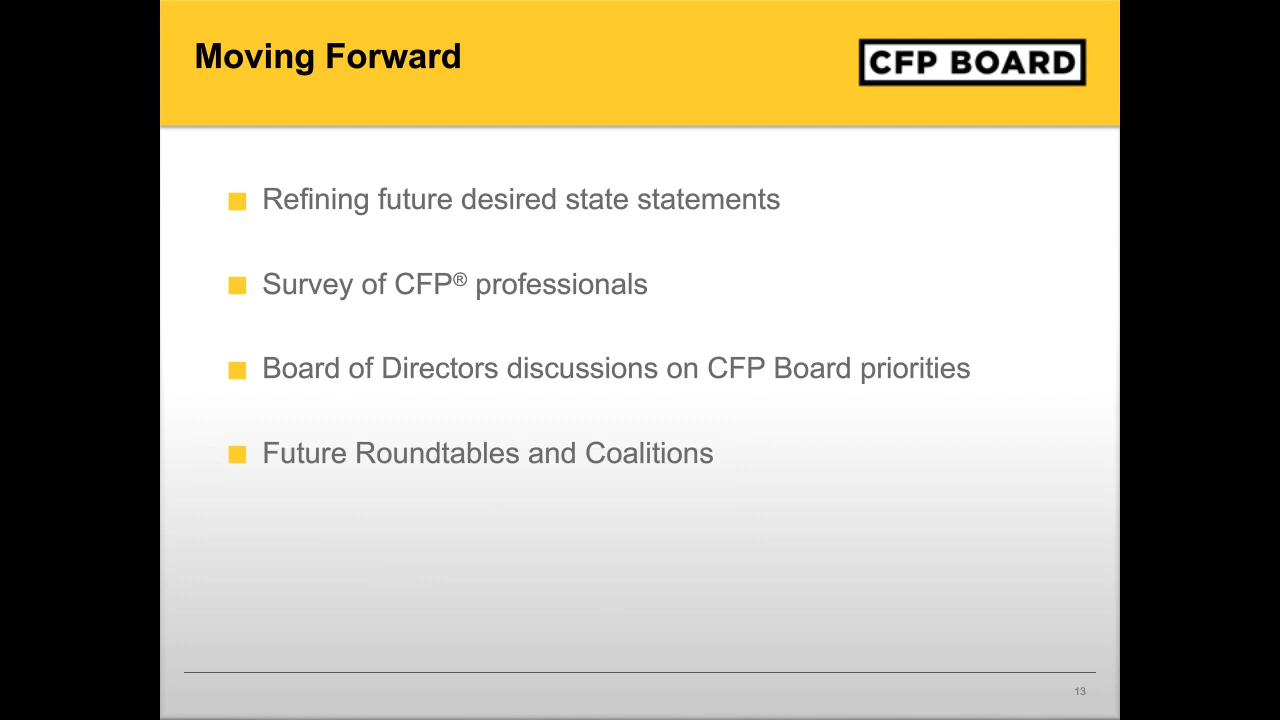 Moving Forward
CFP BOARD
Refining future desired state statements
Survey of CFP® professionals
Board of Directors discussions on CFP Board priorities
Future Roundtables and Coalitions
13